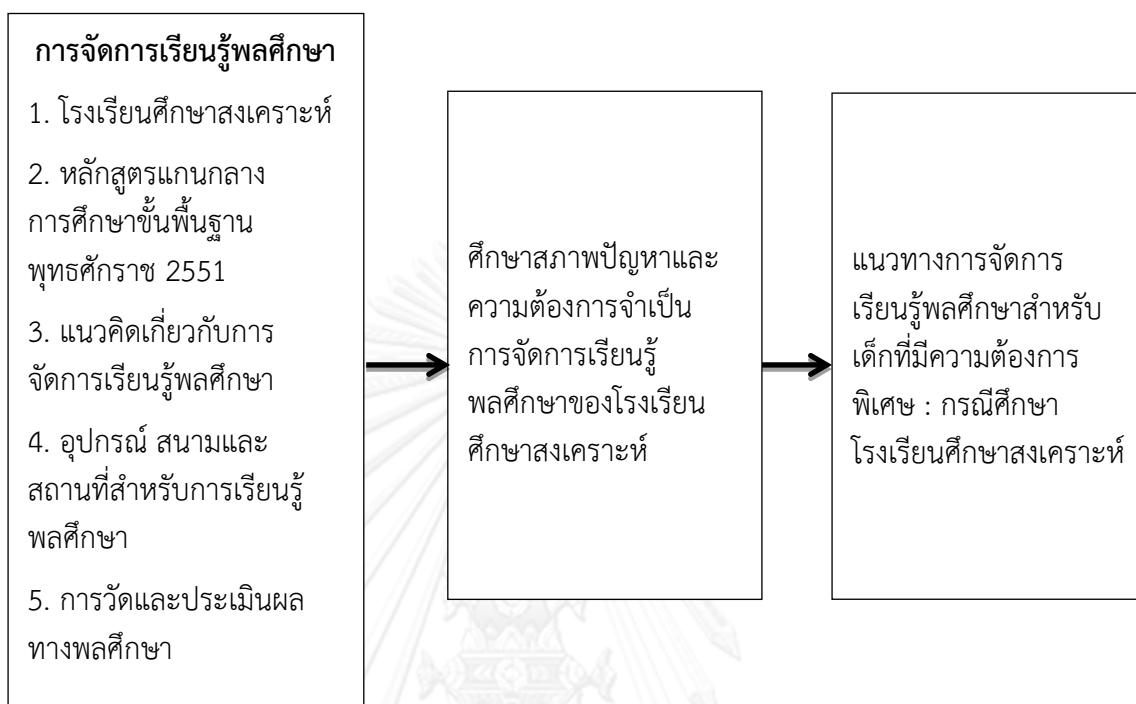 การจัดการเรียนรู้พลศึกษา
1. โรงเรียนศึกษาสงเคราะห์
2. หลักสูตรแกนกลาง
การศึกษาขั้นพื้นฐาน
พุทธศักราช 2551
3. แนวคิดเกี่ยวกับการ
จัดการเรียนรู้พลศึกษา
4. อุปกรณ์ สนามและ
สถานที่สำหรับการเรียนรู้
พลศึกษา
5. การวัดและประเมินผล
ทางพลศึกษา
ศึกษาสภาพปัญหาและ
ความต้องการจำเป็น
การจัดการเรียนรู้
พลศึกษาของโรงเรียน
ศึกษาสงเคราะห์
แนวทางการจัดการ
เรียนรู้พลศึกษาสำหรับ
เด็กที่มีความต้องการ
พิเศษ : กรณีศึกษา
โรงเรียนศึกษาสงเคราะห์